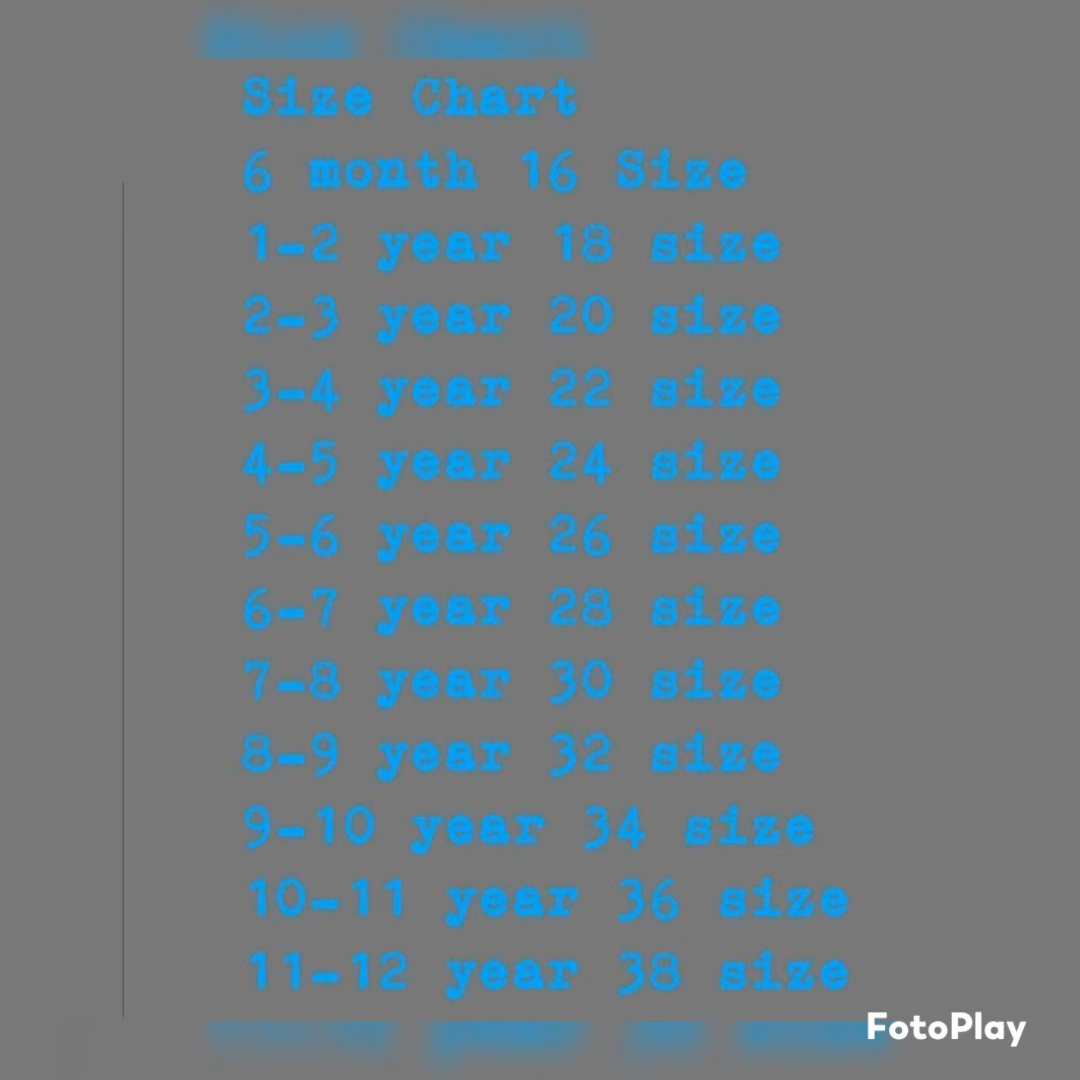 Size Chart
6 month 16 Size
1-2 year 18 size
2-3 year 20 size
3-4 year 22 size
4-5 year 24 size
5-6 year 26 size
6-7 year 28 size
7-8 year 30 size
8-9 year 32 size
9-10 year 34 size
10-11 year 36 size
11-12 year 38 size
FotoPlay